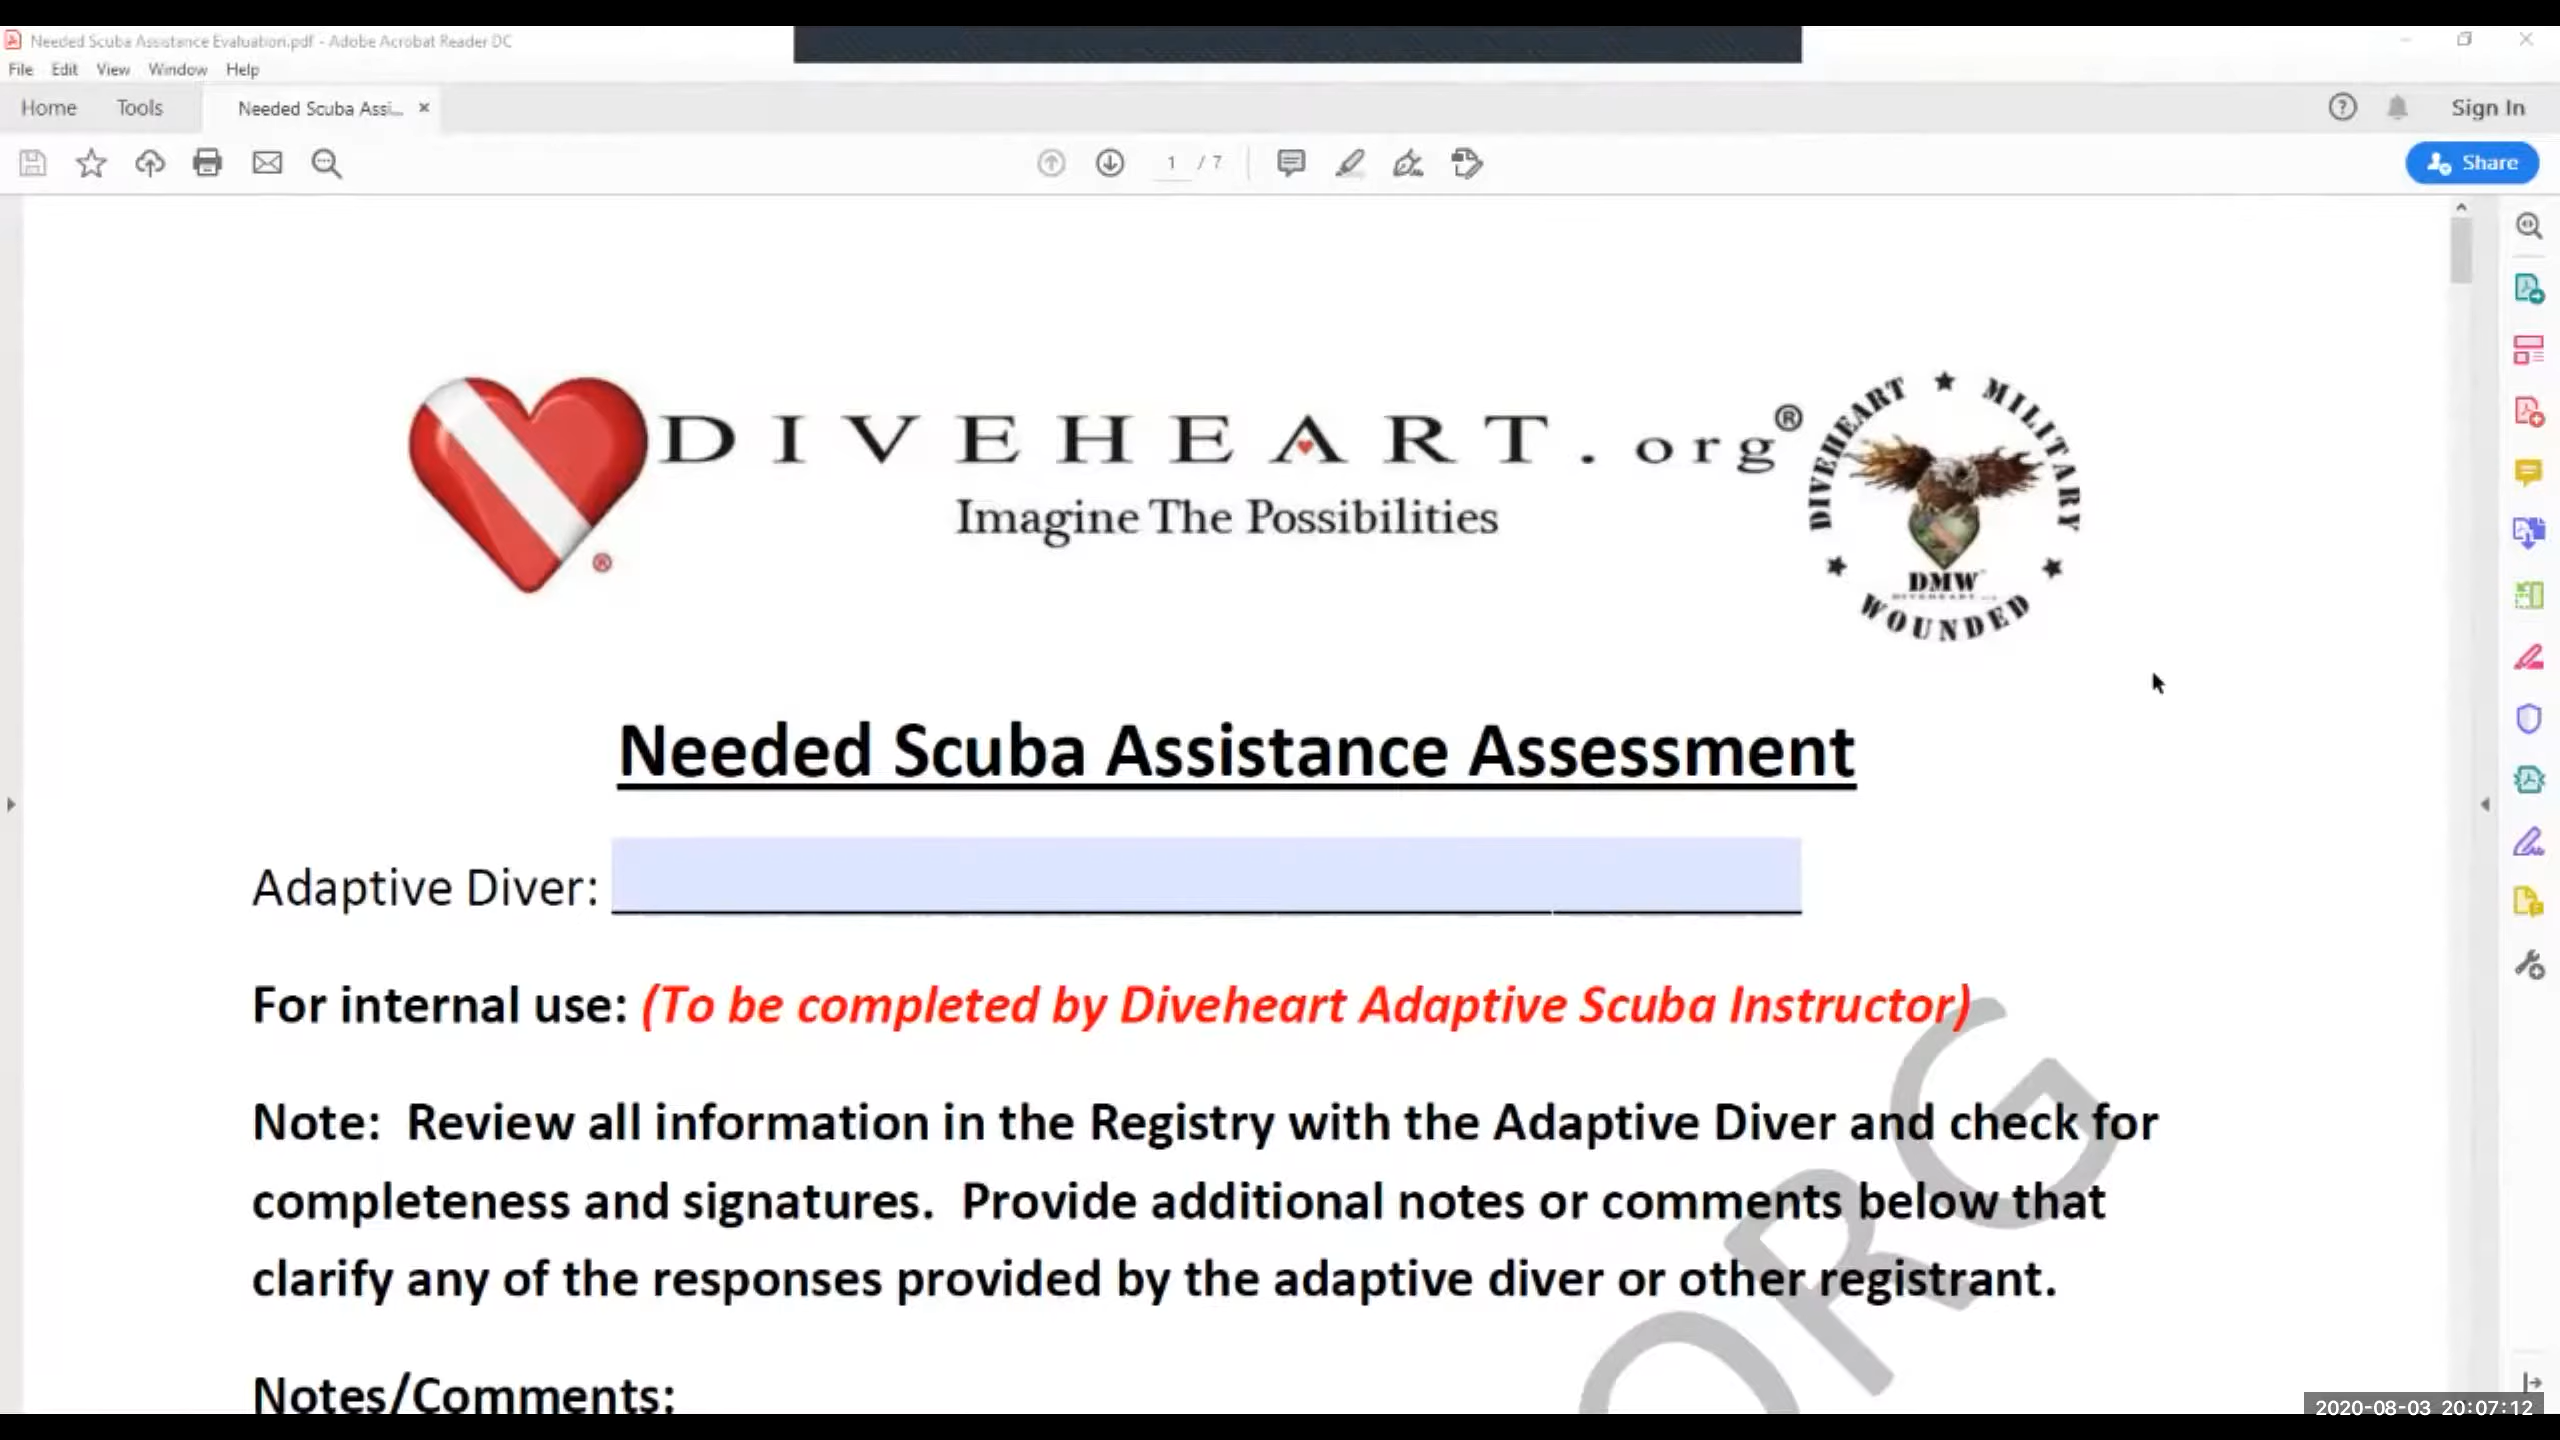 Needed Scuba Assistance Evaluation.pdf - Adobe Acrobat Reader DC
File Edit View Window Help
Home Tools Needed Scuba Assi... × Sign In
1 / 7 Share
DIVEHEART.org®
Imagine The Possibilities
®
DIVEHEART ★ MILITARY
DMW
★ WOUNDED ★
Needed Scuba Assistance Assessment
Adaptive Diver:
For internal use: (To be completed by Diveheart Adaptive Scuba Instructor)
Note: Review all information in the Registry with the Adaptive Diver and check for
completeness and signatures. Provide additional notes or comments below that
clarify any of the responses provided by the adaptive diver or other registrant.
Notes/Comments:
ORG
2020-08-03 20:07:12